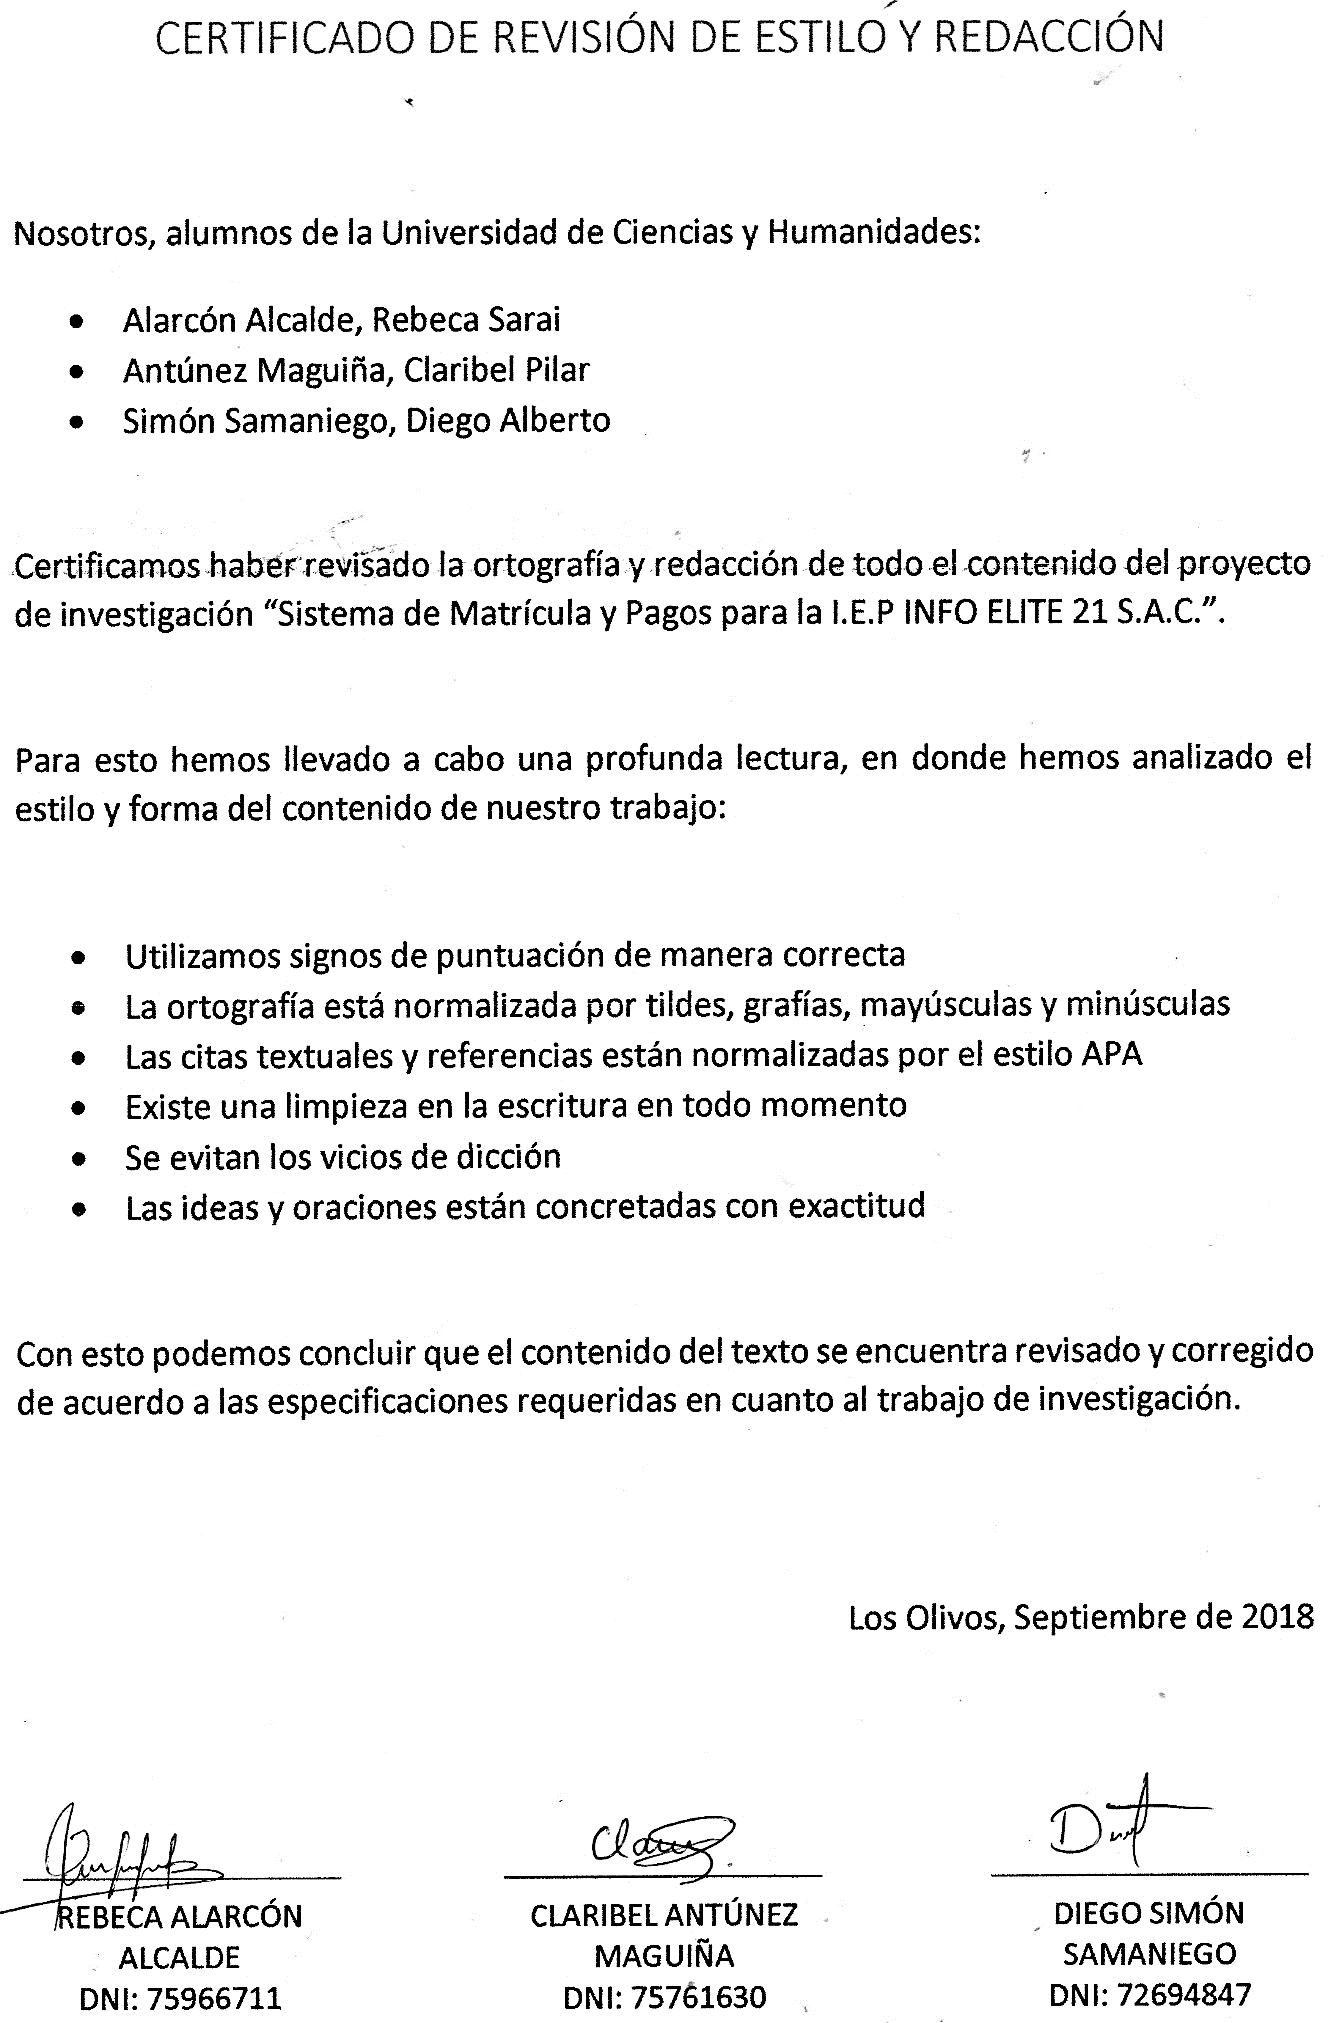 CERTIFICADO DE REVISIÓN DE ESTILO Y REDACCIÓN
Nosotros, alumnos de la Universidad de Ciencias y Humanidades:
• Alarcón Alcalde, Rebeca Sarai
• Antúnez Maguiña, Claribel Pilar
• Simón Samaniego, Diego Alberto
Certificamos haber revisado la ortografía y redacción de todo el contenido del proyecto
de investigación “Sistema de Matrícula y Pagos para la I.E.P INFO ELITE 21 S.A.C.”.
Para esto hemos llevado a cabo una profunda lectura, en donde hemos analizado el
estilo y forma del contenido de nuestro trabajo:
• Utilizamos signos de puntuación de manera correcta
• La ortografía está normalizada por tildes, grafías, mayúsculas y minúsculas
• Las citas textuales y referencias están normalizadas por el estilo APA
• Existe una limpieza en la escritura en todo momento
• Se evitan los vicios de dicción
• Las ideas y oraciones están concretadas con exactitud
Con esto podemos concluir que el contenido del texto se encuentra revisado y corregido
de acuerdo a las especificaciones requeridas en cuanto al trabajo de investigación.
Los Olivos, Septiembre de 2018
REBECA ALARCÓN
ALCALDE
DNI: 75966711
CLARIBEL ANTÚNEZ
MAGUIÑA
DNI: 75761630
DIEGO SIMÓN
SAMANIEGO
DNI: 72694847